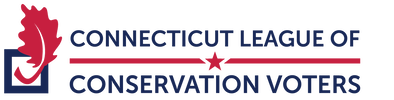 CONNECTICUT LEAGUE OF
CONSERVATION VOTERS